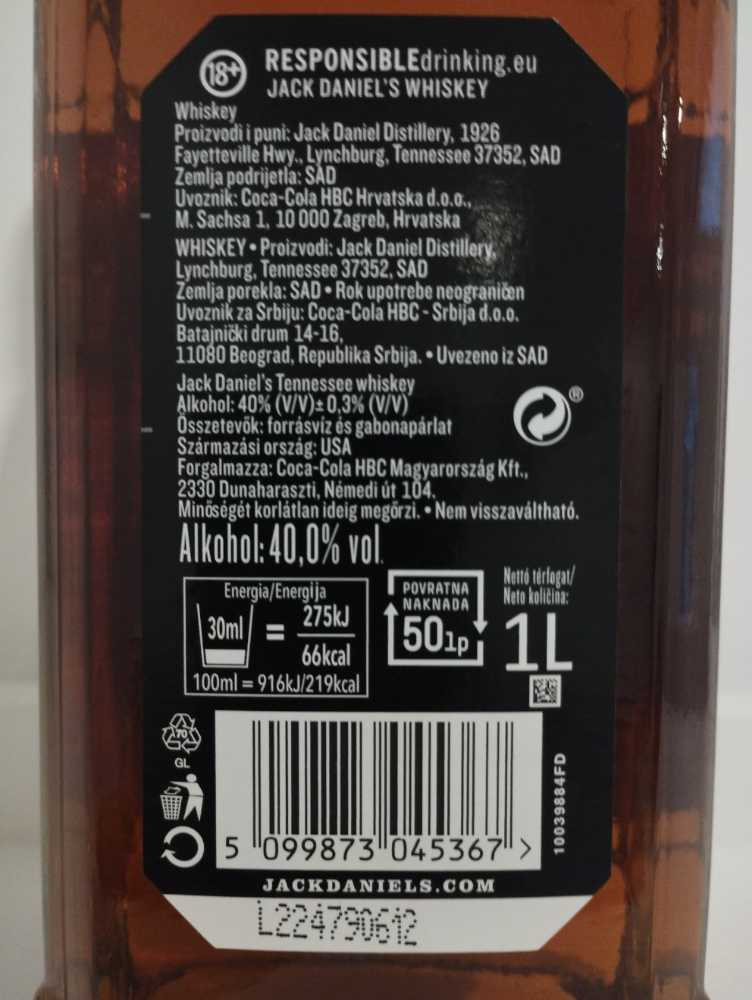 18+
RESPONSIBLEdrinking.eu
JACK DANIEL'S WHISKEY
Whiskey
Proizvodi i puni: Jack Daniel Distillery, 1926
Fayetteville Hwy., Lynchburg, Tennessee 37352, SAD
Zemlja podrijetla: SAD
Uvoznik: Coca-Cola HBC Hrvatska d.o.o.,
M. Sachsa 1, 10 000 Zagreb, Hrvatska
WHISKEY • Proizvodi: Jack Daniel Distillery,
Lynchburg, Tennessee 37352, SAD
Zemlja porekla: SAD • Rok upotrebe neograničen
Uvoznik za Srbiju: Coca-Cola HBC - Srbija d.o.o.
Batajnički drum 14-16,
11080 Beograd, Republika Srbija. • Uvezeno iz SAD
Jack Daniel's Tennessee whiskey
Alkohol: 40% (V/V)± 0,3% (V/V)
Összetevők: forrásvíz és gabonapárlat
Származási ország: USA
Forgalmazza: Coca-Cola HBC Magyarország Kft.,
2330 Dunaharaszti, Némedi út 104.
Minőségét korlátlan ideig megőrzi. • Nem visszaváltható.
Alkohol: 40,0% vol.
Energia/Energija
30ml = 275kJ
66kcal
100ml = 916kJ/219kcal
POVRATNA
NAKNADA
50lp
Nettó térfogat/
Neto količina:
1L
70
GL
10039884FD
5 099873 045367 >
JACKDANIELS.COM
L224790612